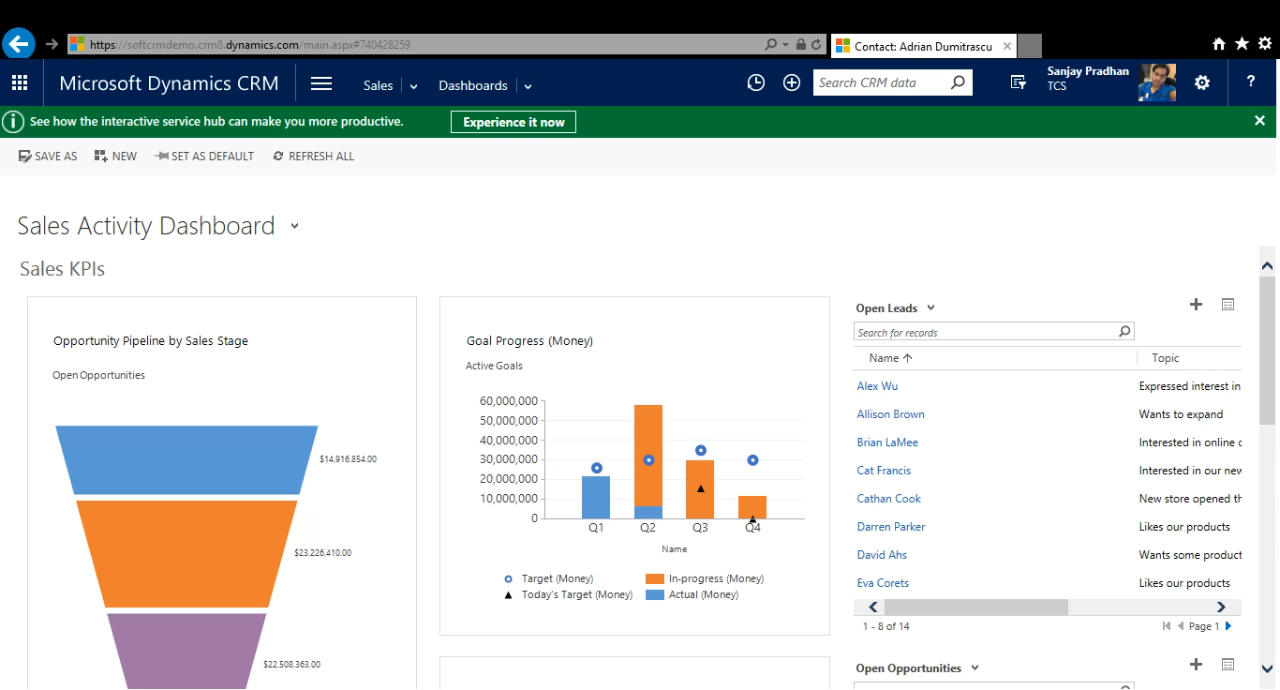 https://softcrmdemo.crm8.dynamics.com/main.aspx#740428259
Contact: Adrian Dumitrascu
Microsoft Dynamics CRM
Sales
Dashboards
Search CRM data
Sanjay Pradhan
TCS
?
See how the interactive service hub can make you more productive.
Experience it now
SAVE AS
NEW
SET AS DEFAULT
REFRESH ALL
Sales Activity Dashboard
Sales KPIs
Opportunity Pipeline by Sales Stage
Open Opportunities
$14,916,854.00
$23,226,410.00
$22,508,363.00
Goal Progress (Money)
Active Goals
60,000,000
50,000,000
40,000,000
30,000,000
20,000,000
10,000,000
0
Q1 Q2 Q3 Q4
Name
Target (Money) In-progress (Money)
Today's Target (Money) Actual (Money)
Open Leads
Search for records
Name Topic
Alex Wu Expressed interest in
Allison Brown Wants to expand
Brian LaMee Interested in online
Cat Francis Interested in our new
Cathan Cook New store opened th
Darren Parker Likes our products
David Ahs Wants some product
Eva Corets Likes our products
1 - 8 of 14
Page 1
Open Opportunities